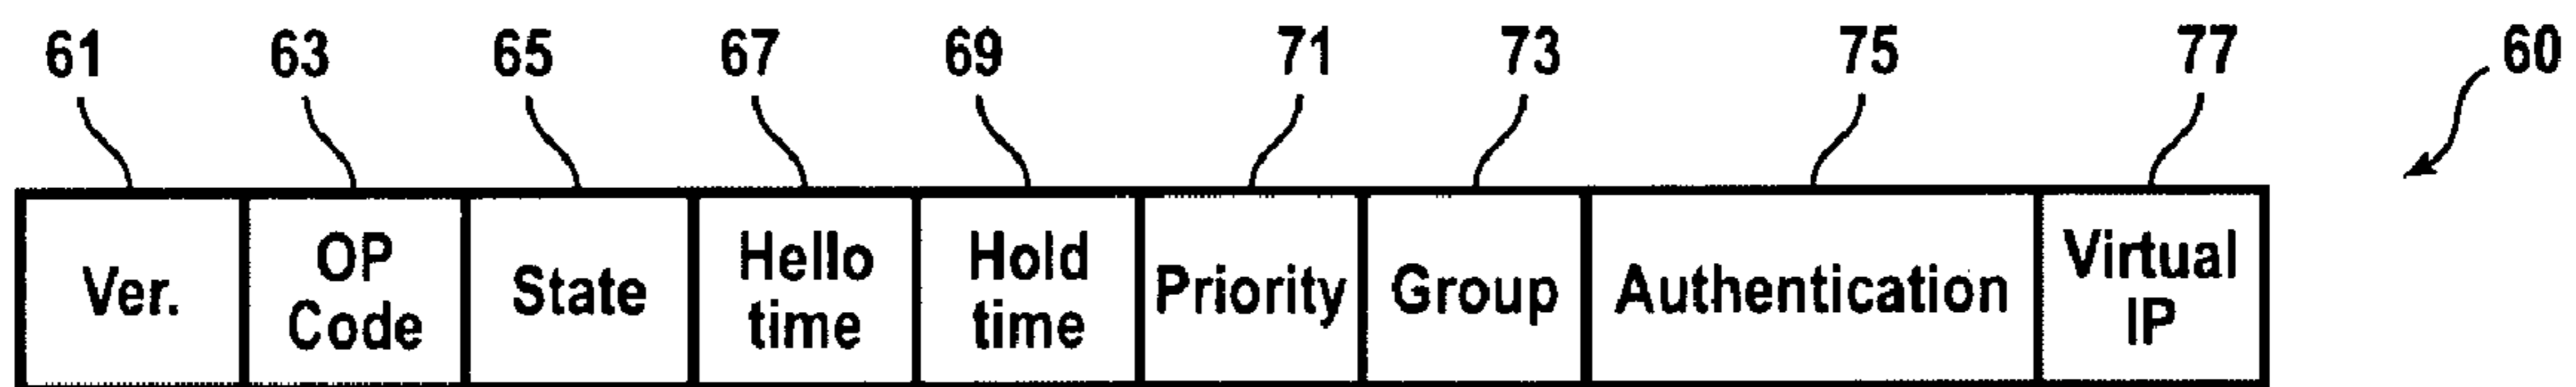 61 63 65 67 69 71 73 75 77 60
Ver. OP Code State Hello time Hold time Priority Group Authentication Virtual IP